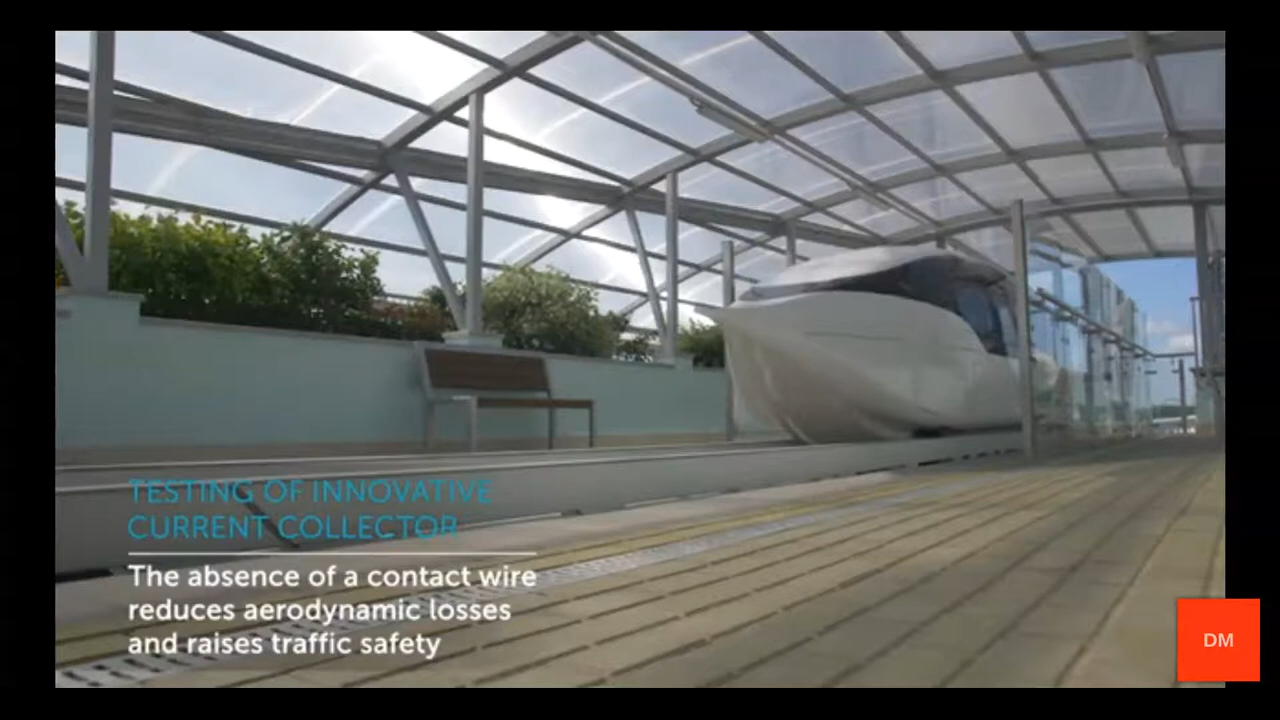 TESTING OF INNOVATIVE
CURRENT COLLECTOR
The absence of a contact wire
reduces aerodynamic losses
and raises traffic safety
DM